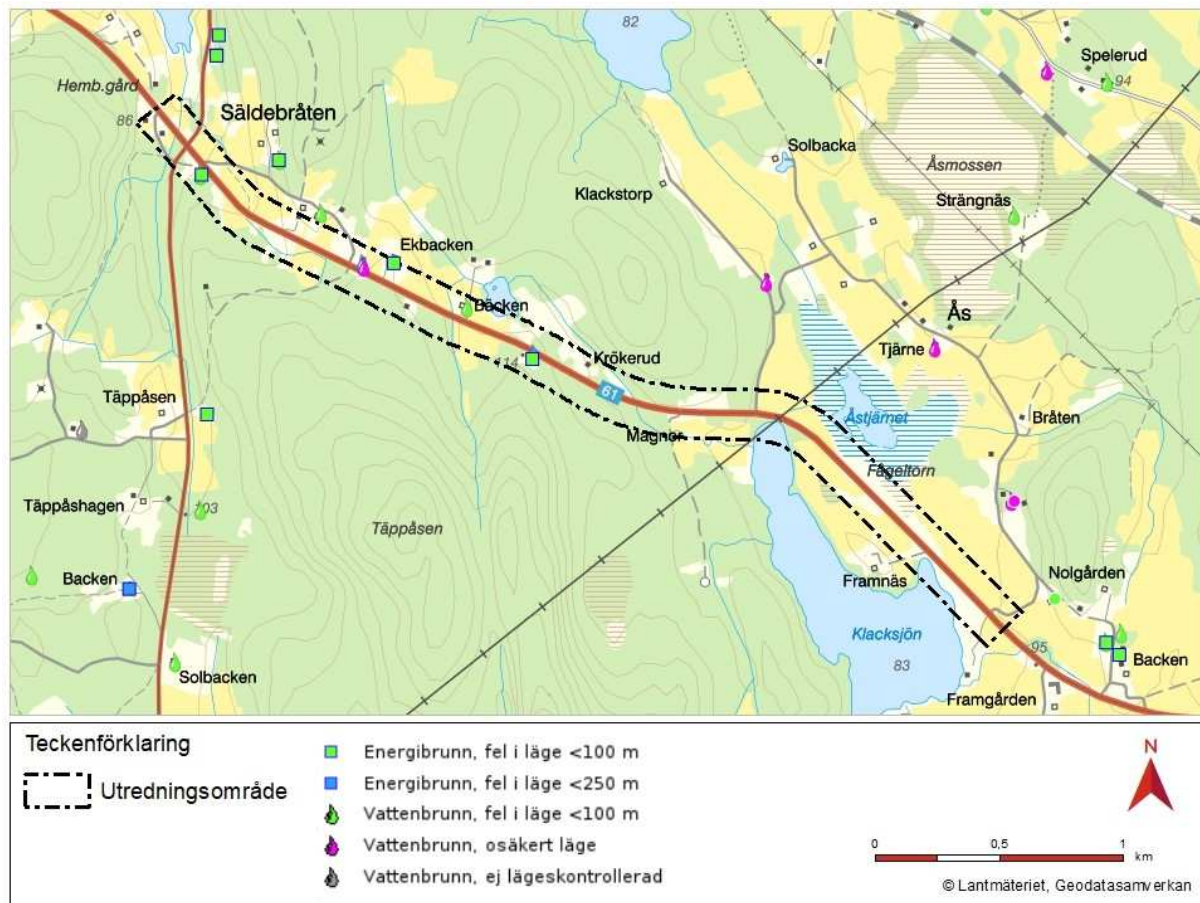 82
Spelerud
94
Hemb.gård
86
Säldebråten
Solbacka
Åsmossen
Klackstorp
Strängnäs
Ekbacken
Bäcken
Ås
Tjärne
114
Krökerud
61
Täppåsen
Åstjärnet
Bråten
Magnor
Fågeltorn
Täppåshagen
103
Täppåsen
Backen
Framnäs
Nolgården
Klacksjön
83
95
Backen
Solbacken
Framgården
Teckenförklaring
Utredningsområde
Energibrunn, fel i läge <100 m
Energibrunn, fel i läge <250 m
Vattenbrunn, fel i läge <100 m
Vattenbrunn, osäkert läge
Vattenbrunn, ej lägeskontrollerad
N
0 0,5 1
km
© Lantmäteriet, Geodatasamverkan